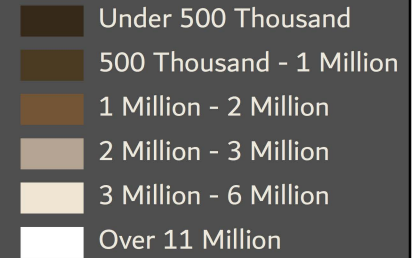 Under 500 Thousand
500 Thousand - 1 Million
1 Million - 2 Million
2 Million - 3 Million
3 Million - 6 Million
Over 11 Million